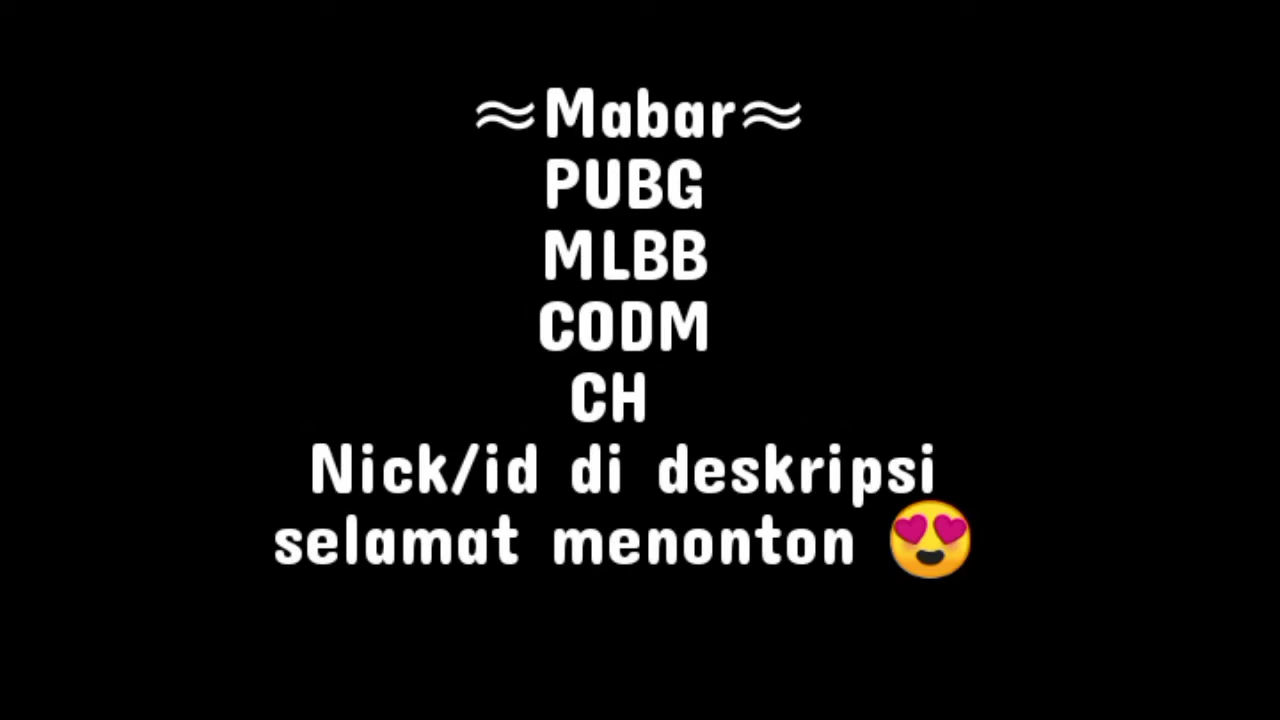 ≈Mabar≈
PUBG
MLBB
CODM
CH
Nick/id di deskripsi
selamat menonton 😍